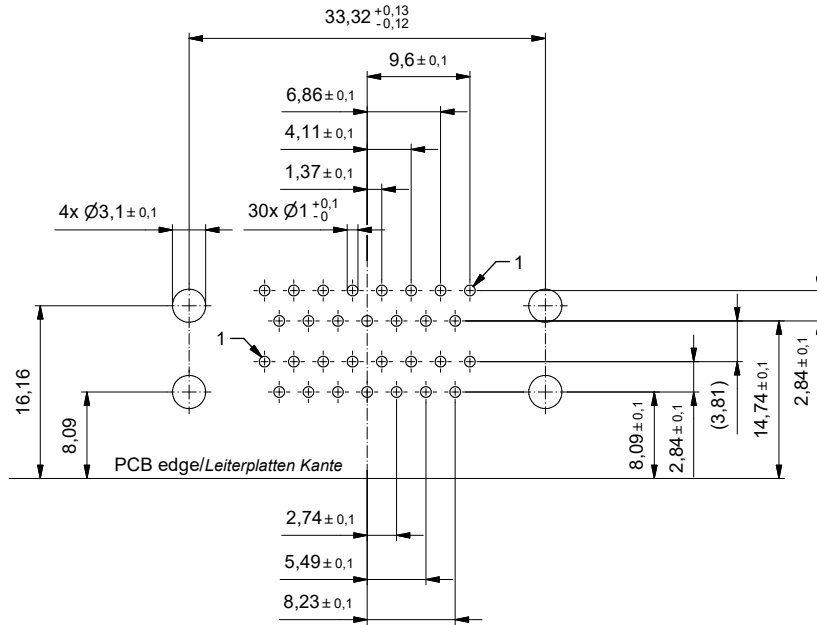 33,32 +0,13 -0,12
9,6 ± 0,1
6,86 ± 0,1
4,11 ± 0,1
1,37 ± 0,1
4x Ø3,1 ± 0,1
30x Ø1 +0,1 -0
1
1
16,16
8,09
PCB edge/Leiterplatten Kante
8,09 ± 0,1
2,84 ± 0,1
(3,81)
14,74 ± 0,1
2,84 ± 0,1
2,74 ± 0,1
5,49 ± 0,1
8,23 ± 0,1